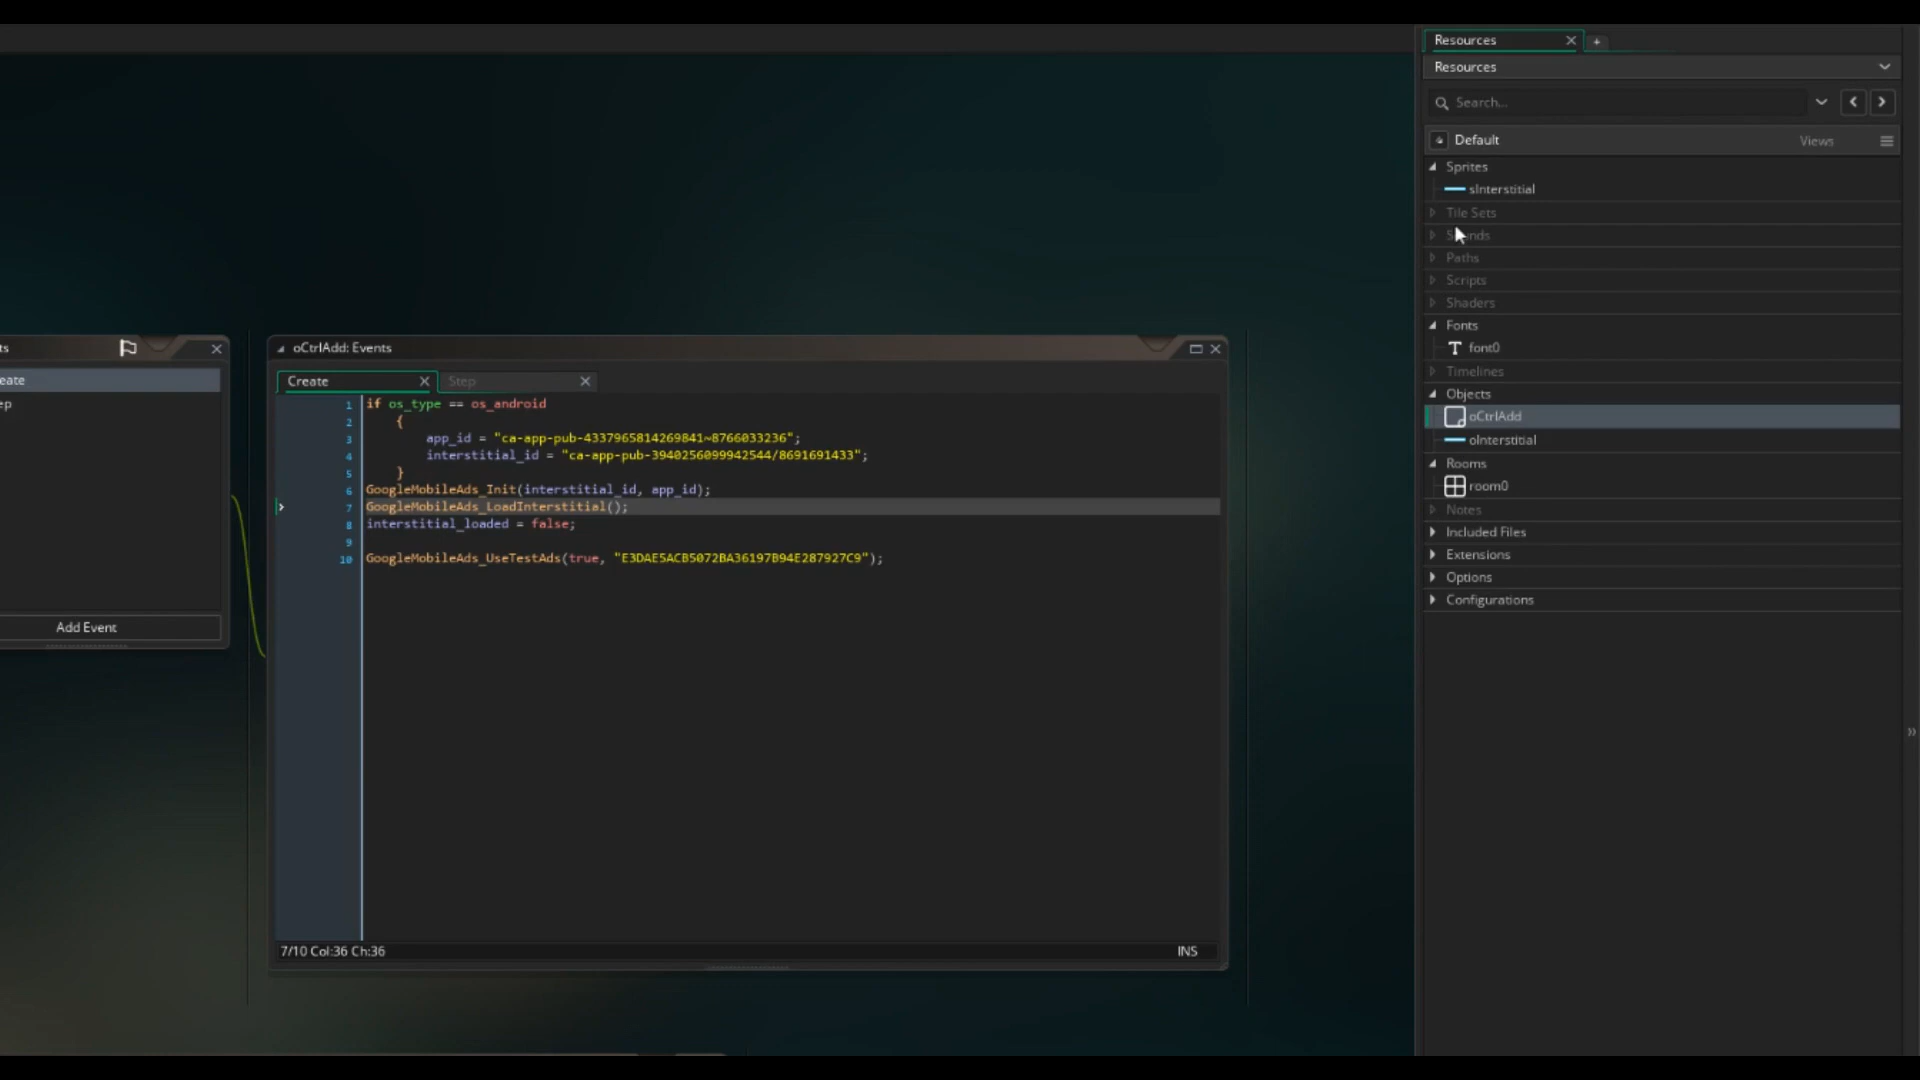 Resources
Resources
Search...
Default Views
Sprites
sInterstitial
Tile Sets
Paths
Scripts
Shaders
Fonts
font0
Timelines
Objects
oCtrlAdd
oInterstitial
Rooms
room0
Notes
Included Files
Extensions
Options
Configurations
ts
eate
ep
Add Event
oCtrlAdd: Events
Create Step
1 if os_type == os_android
2 {
3 app_id = "ca-app-pub-4337965814269841~8766033236";
4 interstitial_id = "ca-app-pub-3940256099942544/8691691433";
5 }
6 GoogleMobileAds_Init(interstitial_id, app_id);
7 GoogleMobileAds_LoadInterstitial();
8 interstitial_loaded = false;
9
10 GoogleMobileAds_UseTestAds(true, "E3DAE5ACB5072BA36197B94E287927C9");
7/10 Col:36 Ch:36 INS